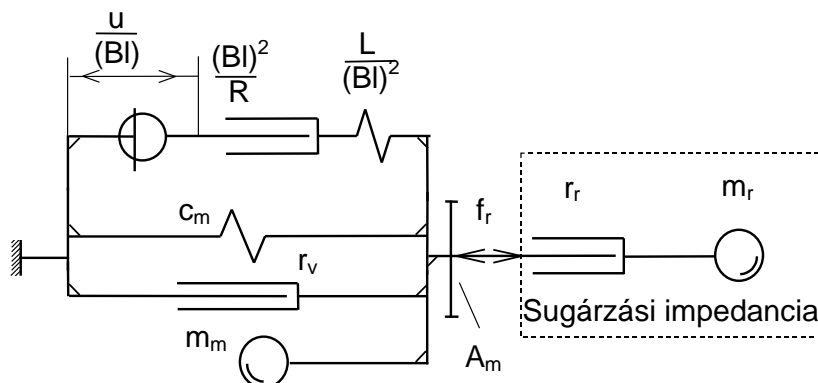 u
(Bl)
(Bl)²
R
L
(Bl)²
c_m
r_v
m_m
f_r
A_m
r_r
m_r
Sugárzási impedancia